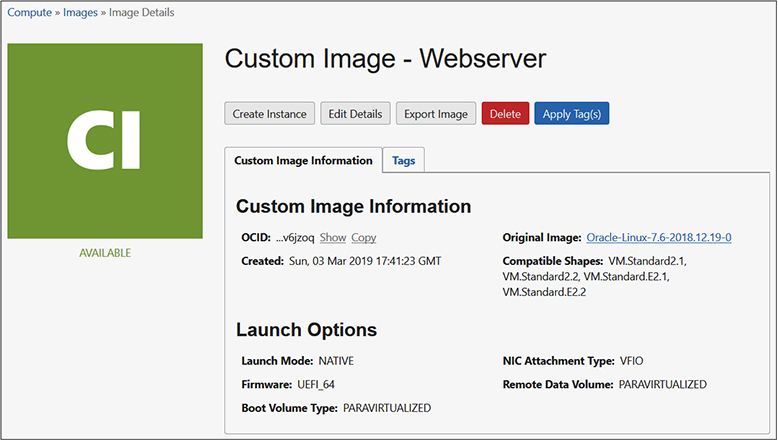 Compute » Images » Image Details
CI
AVAILABLE
Custom Image - Webserver
Create Instance Edit Details Export Image Delete Apply Tag(s)
Custom Image Information Tags
Custom Image Information
OCID: ...v6jzoq Show Copy
Original Image: Oracle-Linux-7.6-2018.12.19-0
Created: Sun, 03 Mar 2019 17:41:23 GMT
Compatible Shapes: VM.Standard2.1,
VM.Standard2.2, VM.Standard.E2.1,
VM.Standard.E2.2
Launch Options
Launch Mode: NATIVE
NIC Attachment Type: VFIO
Firmware: UEFI_64
Remote Data Volume: PARAVIRTUALIZED
Boot Volume Type: PARAVIRTUALIZED